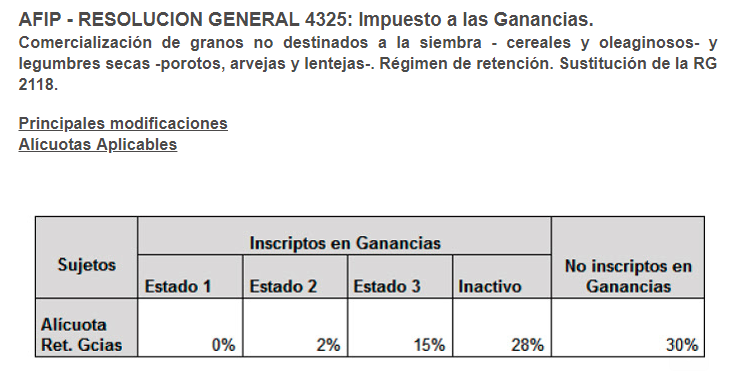 AFIP - RESOLUCION GENERAL 4325: Impuesto a las Ganancias.
Comercialización de granos no destinados a la siembra - cereales y oleaginosos- y
legumbres secas -porotos, arvejas y lentejas-. Régimen de retención. Sustitución de la RG
2118.
Principales modificaciones
Alícuotas Aplicables
Sujetos
Inscriptos en Ganancias
No inscriptos en
Ganancias
Estado 1
Estado 2
Estado 3
Inactivo
Alícuota
Ret. Gcias
0%
2%
15%
28%
30%